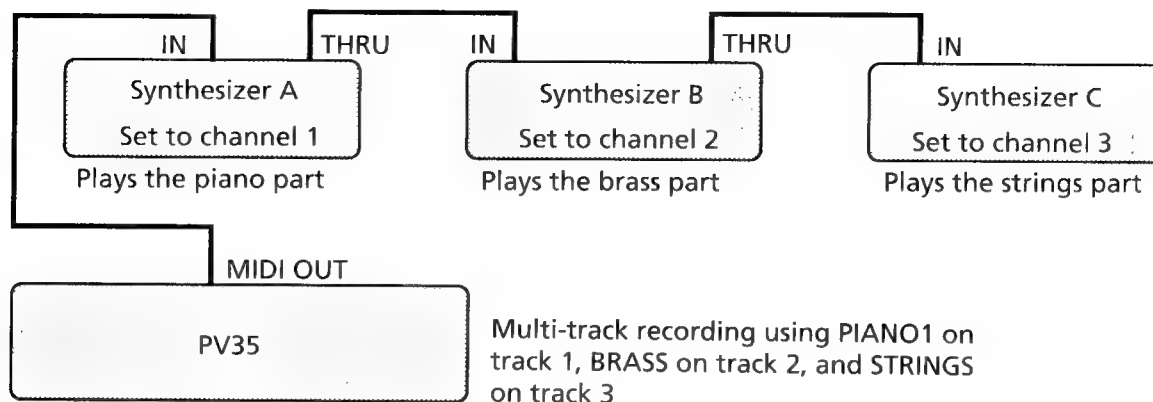 IN THRU IN THRU IN
Synthesizer A Synthesizer B Synthesizer C
Set to channel 1 Set to channel 2 Set to channel 3
Plays the piano part Plays the brass part Plays the strings part
MIDI OUT
PV35
Multi-track recording using PIANO1 on
track 1, BRASS on track 2, and STRINGS
on track 3